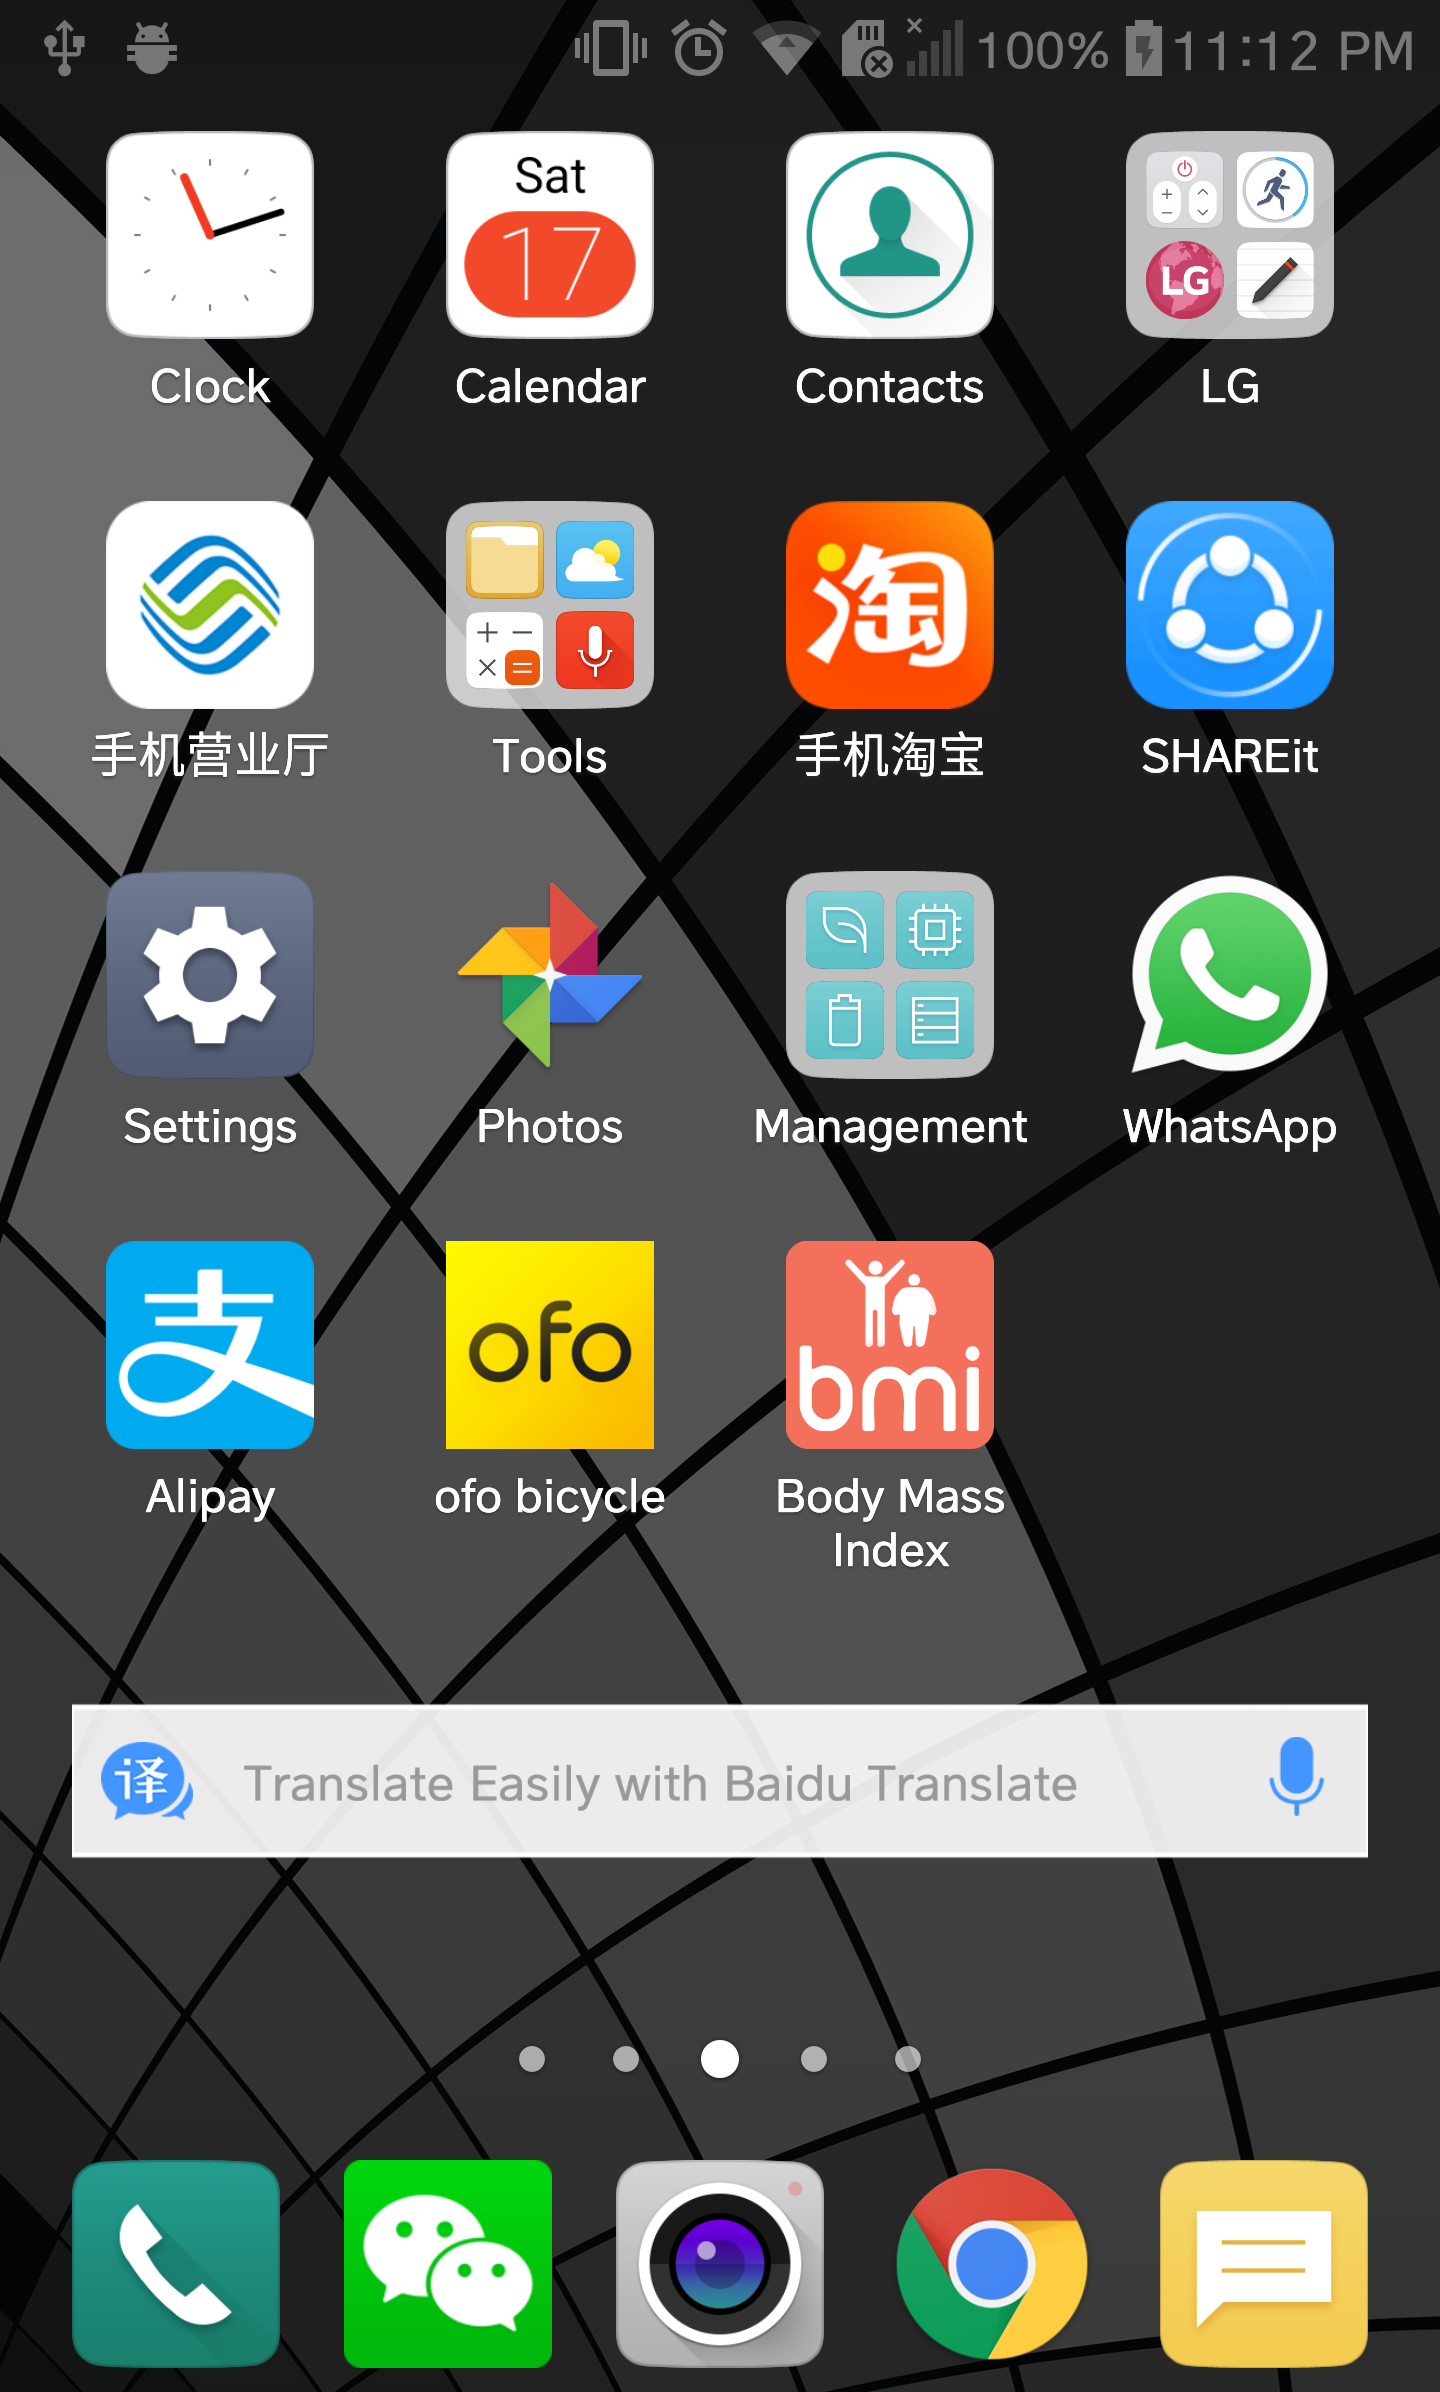 100% 11:12 PM
Sat
17
LG
Clock Calendar Contacts LG
淘
手机营业厅 Tools 手机淘宝 SHAREit
Settings Photos Management WhatsApp
支 ofo bmi
Alipay ofo bicycle Body Mass
Index
译 Translate Easily with Baidu Translate